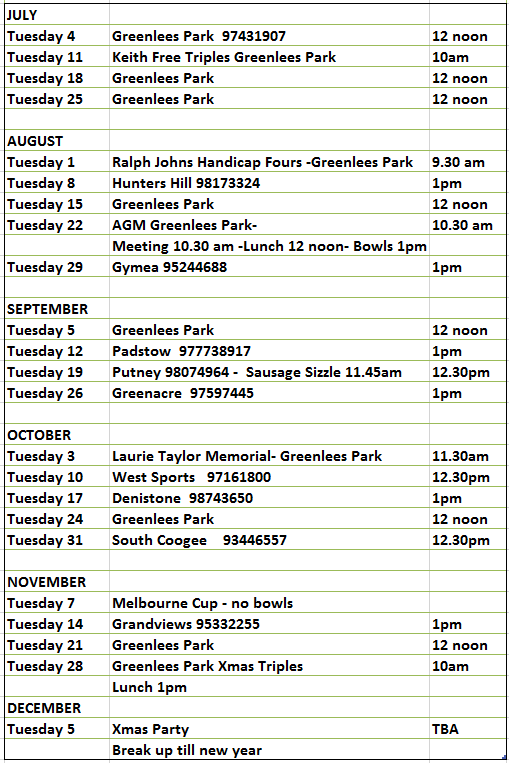 JULY
Tuesday 4 Greenlees Park 97431907 12 noon
Tuesday 11 Keith Free Triples Greenlees Park 10am
Tuesday 18 Greenlees Park 12 noon
Tuesday 25 Greenlees Park 12 noon
AUGUST
Tuesday 1 Ralph Johns Handicap Fours -Greenlees Park 9.30 am
Tuesday 8 Hunters Hill 98173324 1pm
Tuesday 15 Greenlees Park 12 noon
Tuesday 22 AGM Greenlees Park- 10.30 am
Meeting 10.30 am -Lunch 12 noon- Bowls 1pm
Tuesday 29 Gymea 95244688 1pm
SEPTEMBER
Tuesday 5 Greenlees Park 12 noon
Tuesday 12 Padstow 977738917 1pm
Tuesday 19 Putney 98074964 - Sausage Sizzle 11.45am 12.30pm
Tuesday 26 Greenacre 97597445 1pm
OCTOBER
Tuesday 3 Laurie Taylor Memorial- Greenlees Park 11.30am
Tuesday 10 West Sports 97161800 12.30pm
Tuesday 17 Denistone 98743650 1pm
Tuesday 24 Greenlees Park 12 noon
Tuesday 31 South Coogee 93446557 12.30pm
NOVEMBER
Tuesday 7 Melbourne Cup - no bowls
Tuesday 14 Grandviews 95332255 1pm
Tuesday 21 Greenlees Park 12 noon
Tuesday 28 Greenlees Park Xmas Triples 10am
Lunch 1pm
DECEMBER
Tuesday 5 Xmas Party TBA
Break up till new year